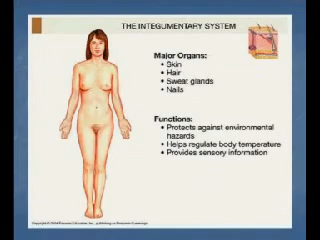 THE INTEGUMENTARY SYSTEM
Major Organs:
• Skin
• Hair
• Sweat glands
• Nails
Functions:
• Protects against environmental
hazards
• Helps regulate body temperature
• Provides sensory information